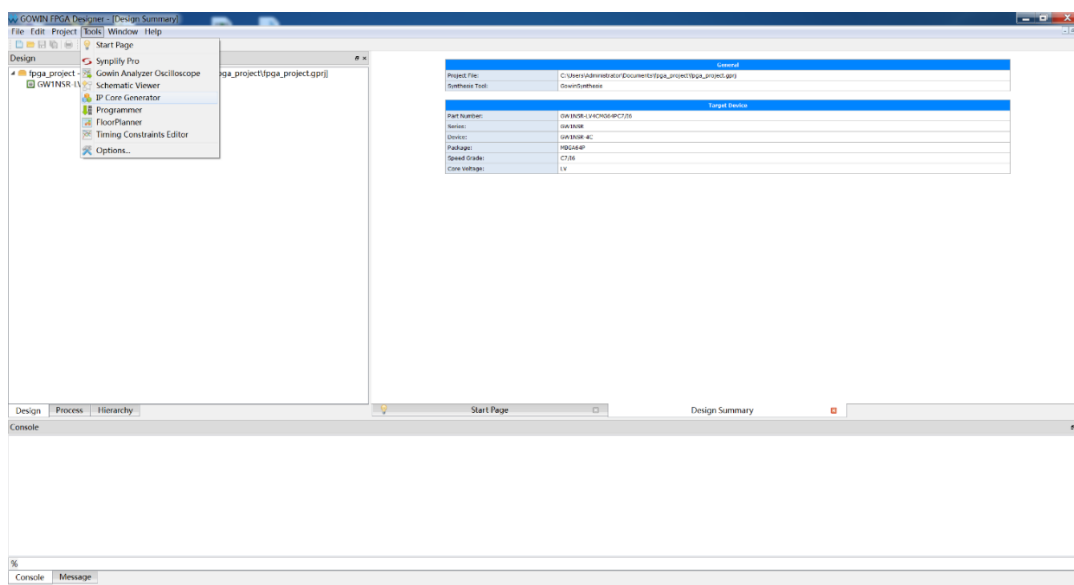 GOWIN FPGA Designer - [Design Summary]
File Edit Project Tools Window Help
Start Page
Design
Synplify Pro
fpga_project - ga_project\fpga_project.gprj]
Gowin Analyzer Oscilloscope
GW1NSR-LV
Schematic Viewer
IP Core Generator
Programmer
FloorPlanner
Timing Constraints Editor
Options...
General
Project File: C:\Users\Administrator\Documents\fpga_project\fpga_project.gprj
Synthesis Tool: GowinSynthesis
Target Device
Part Number: GW1NSR-LV4CMG64PC7/I6
Series: GW1NSR
Device: GW1NSR-4C
Package: MBGA64P
Speed Grade: C7/I6
Core Voltage: LV
Design Process Hierarchy
Start Page Design Summary
Console
%
Console Message